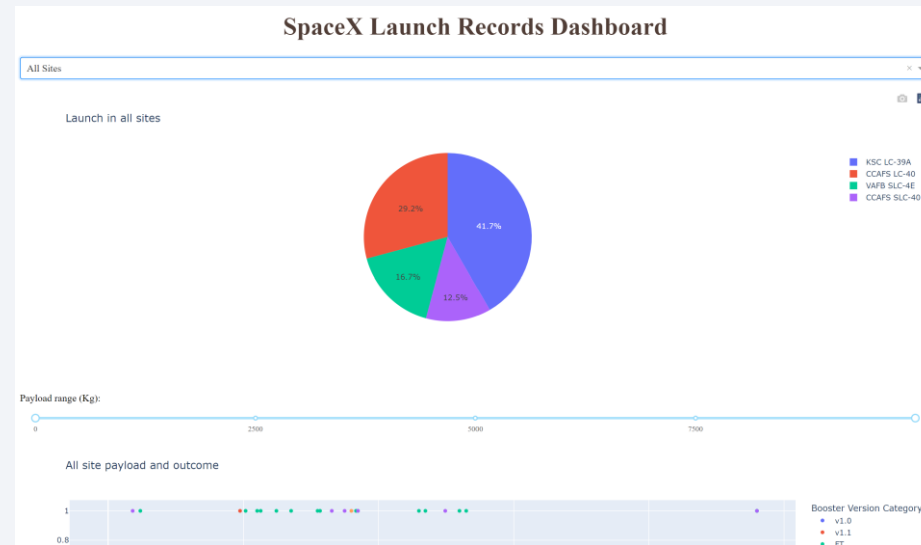 SpaceX Launch Records Dashboard
All Sites
Launch in all sites
KSC LC-39A
CCAFS LC-40
VAFB SLC-4E
CCAFS SLC-40
29.2%
41.7%
16.7%
12.5%
Payload range (Kg):
0 2500 5000 7500
All site payload and outcome
1
0.8
Booster Version Category
v1.0
v1.1
FT